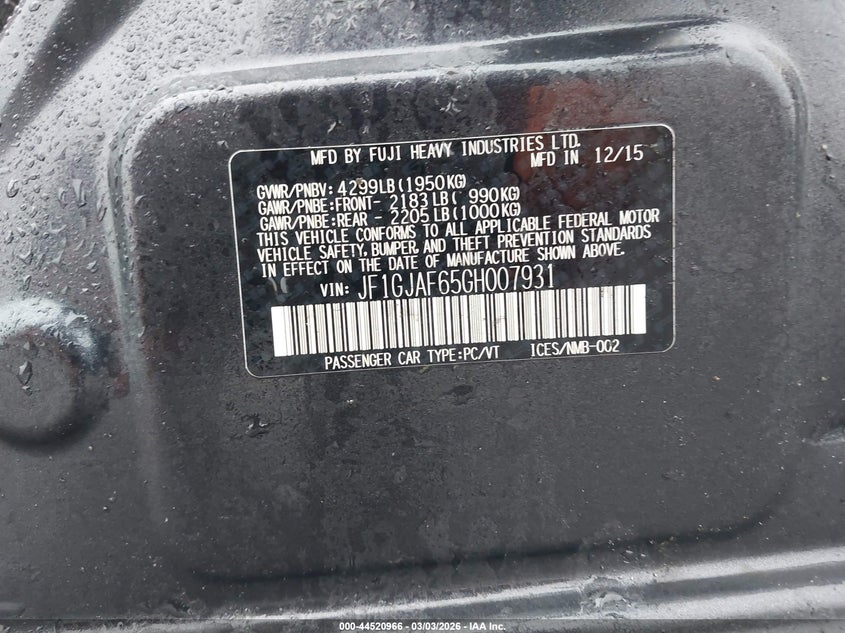 MFD BY FUJI HEAVY INDUSTRIES LTD.
MFD IN 12/15
GVWR/PNBV: 4299LB(1950KG)
GAWR/PNBE:FRONT- 2183LB( 990KG)
GAWR/PNBE:REAR - 2205LB(1000KG)
THIS VEHICLE CONFORMS TO ALL APPLICABLE FEDERAL MOTOR
VEHICLE SAFETY, BUMPER, AND THEFT PREVENTION STANDARDS
IN EFFECT ON THE DATE OF MANUFACTURE SHOWN ABOVE.
VIN: JF1GJAF65GH007931
PASSENGER CAR TYPE:PC/VT ICES/NMB-002
000-44520966 - 03/03/2026 - IAA Inc.